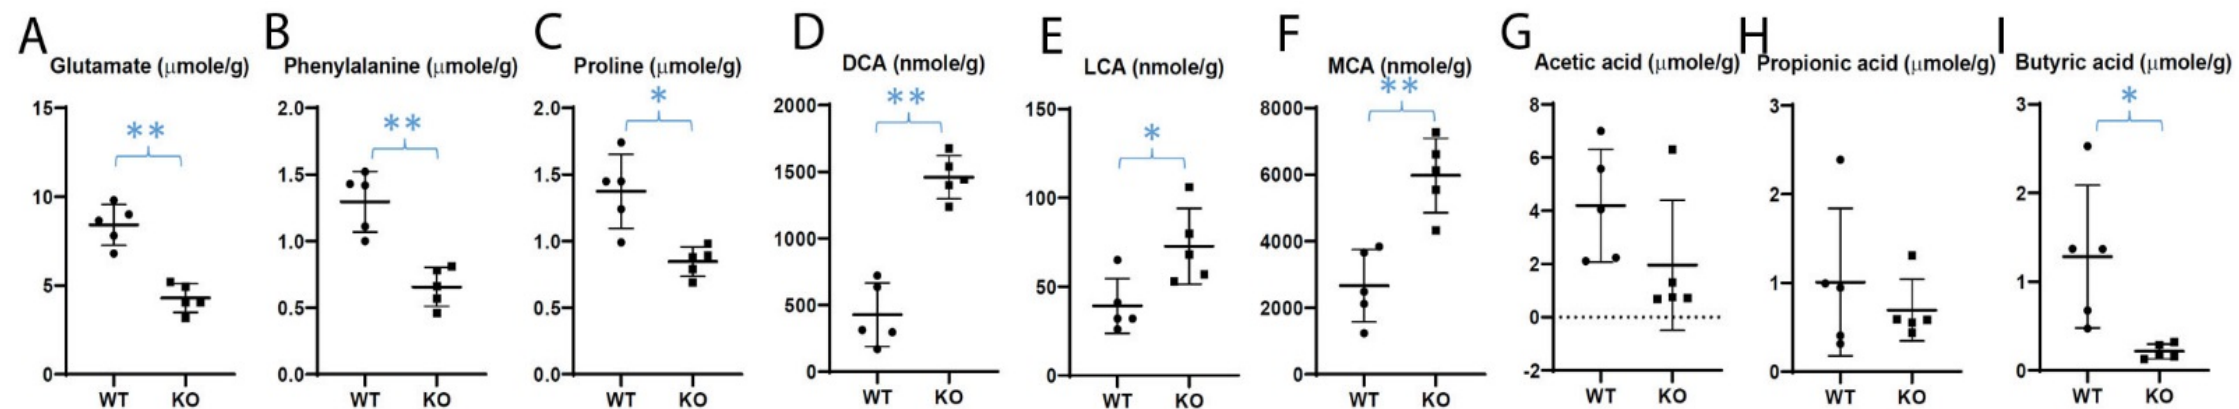 A
Glutamate (μmole/g)
**
15
10
5
0
WT KO
B
Phenylalanine (μmole/g)
**
2.0
1.5
1.0
0.5
0.0
WT KO
C
Proline (μmole/g)
*
2.0
1.5
1.0
0.5
0.0
WT KO
D
DCA (nmole/g)
**
2000
1500
1000
500
0
WT KO
E
LCA (nmole/g)
*
150
100
50
0
WT KO
F
MCA (nmole/g)
**
8000
6000
4000
2000
0
WT KO
G
Acetic acid (μmole/g)
8
6
4
2
0
-2
WT KO
H
Propionic acid (μmole/g)
3
2
1
0
WT KO
I
Butyric acid (μmole/g)
*
3
2
1
0
WT KO